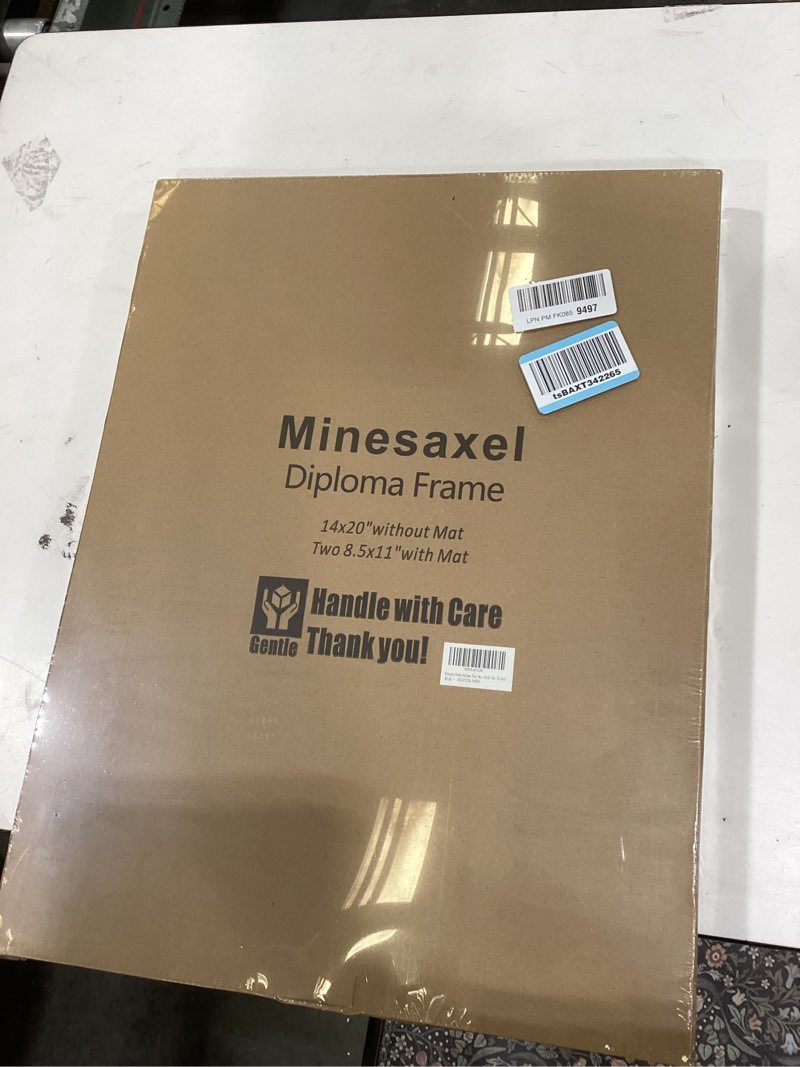 LPN PM FK085 9497
tsBAXT342265
Minesaxel
Diploma Frame
14x20"without Mat
Two 8.5x11"with Mat
Handle with Care
Gentle Thank you!